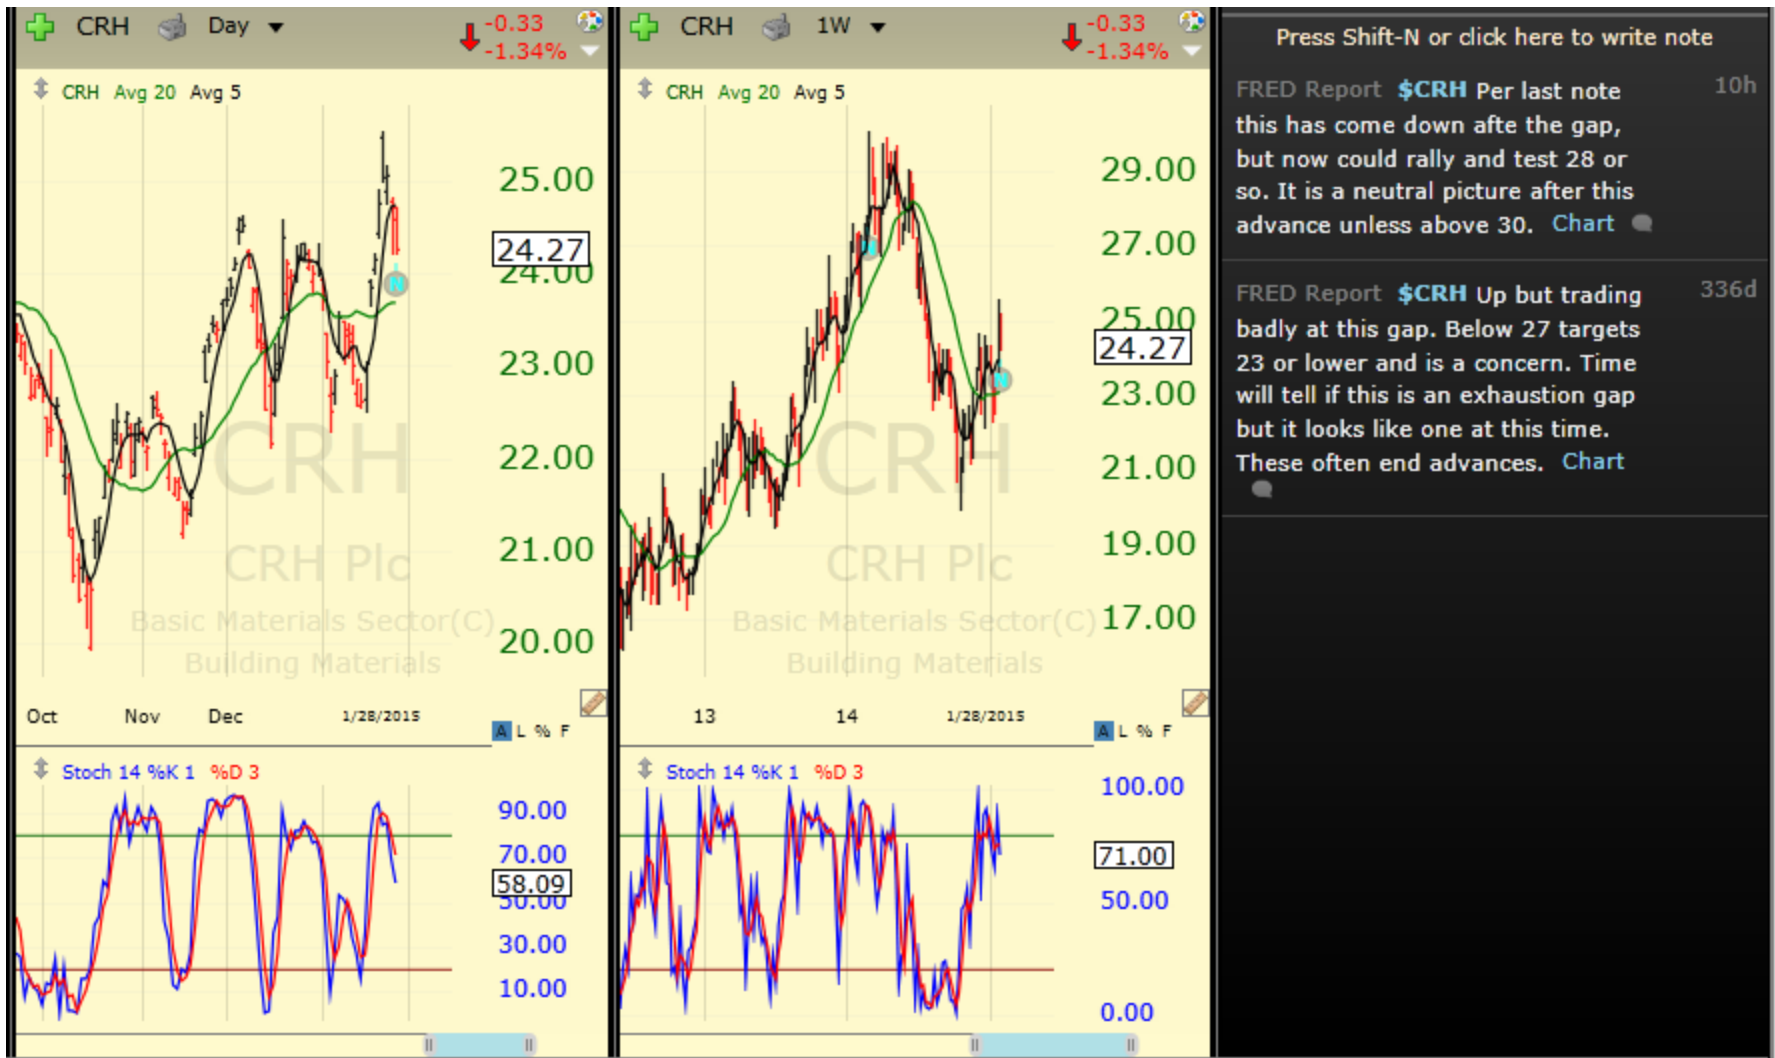 CRH Day -0.33
-1.34%
CRH Avg 20 Avg 5
25.00
24.27
24.00
23.00
22.00
21.00
20.00
CRH
CRH Plc
Basic Materials Sector(C)
Building Materials
Oct Nov Dec 1/28/2015
A L % F
Stoch 14 %K 1 %D 3
90.00
70.00
58.09
50.00
30.00
10.00
N
CRH 1W -0.33
-1.34%
CRH Avg 20 Avg 5
29.00
27.00
25.00
24.27
23.00
21.00
19.00
17.00
CRH
CRH Plc
Basic Materials Sector(C)
Building Materials
13 14 1/28/2015
A L % F
Stoch 14 %K 1 %D 3
100.00
71.00
50.00
0.00
N
N
Press Shift-N or click here to write note
FRED Report $CRH Per last note 10h
this has come down afte the gap,
but now could rally and test 28 or
so. It is a neutral picture after this
advance unless above 30. Chart
FRED Report $CRH Up but trading 336d
badly at this gap. Below 27 targets
23 or lower and is a concern. Time
will tell if this is an exhaustion gap
but it looks like one at this time.
These often end advances. Chart